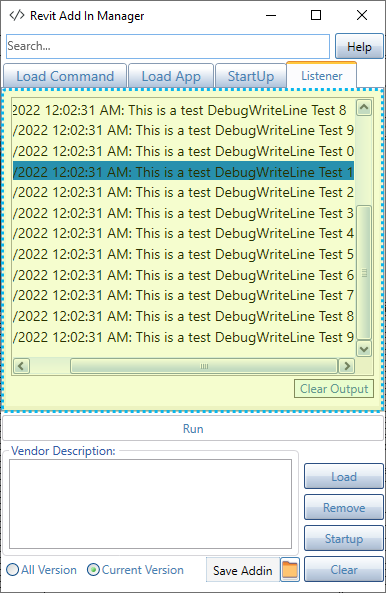 </> Revit Add In Manager
Search...
Help
Load Command
Load App
StartUp
Listener
2022 12:02:31 AM: This is a test DebugWriteLine Test 8
/2022 12:02:31 AM: This is a test DebugWriteLine Test 9
/2022 12:02:31 AM: This is a test DebugWriteLine Test 0
/2022 12:02:31 AM: This is a test DebugWriteLine Test 1
/2022 12:02:31 AM: This is a test DebugWriteLine Test 2
/2022 12:02:31 AM: This is a test DebugWriteLine Test 3
/2022 12:02:31 AM: This is a test DebugWriteLine Test 4
/2022 12:02:31 AM: This is a test DebugWriteLine Test 5
/2022 12:02:31 AM: This is a test DebugWriteLine Test 6
/2022 12:02:31 AM: This is a test DebugWriteLine Test 7
/2022 12:02:31 AM: This is a test DebugWriteLine Test 8
/2022 12:02:31 AM: This is a test DebugWriteLine Test 9
Clear Output
Run
Vendor Description:
Load
Remove
Startup
All Version
Current Version
Save Addin
Clear